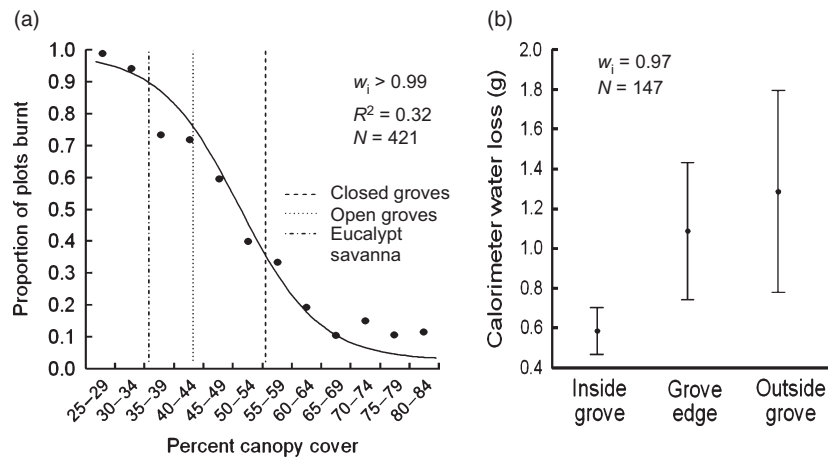 (a)
1.0
0.9
0.8
0.7
0.6
0.5
0.4
0.3
0.2
0.1
0.0
Proportion of plots burnt
wi > 0.99
R² = 0.32
N = 421
Closed groves
Open groves
Eucalypt
savanna
25–29
30–34
35–39
40–44
45–49
50–54
55–59
60–64
65–69
70–74
75–79
80–84
Percent canopy cover
(b)
2.0
1.8
1.6
1.4
1.2
1.0
0.8
0.6
0.4
Calorimeter water loss (g)
wi = 0.97
N = 147
Inside
grove
Grove
edge
Outside
grove